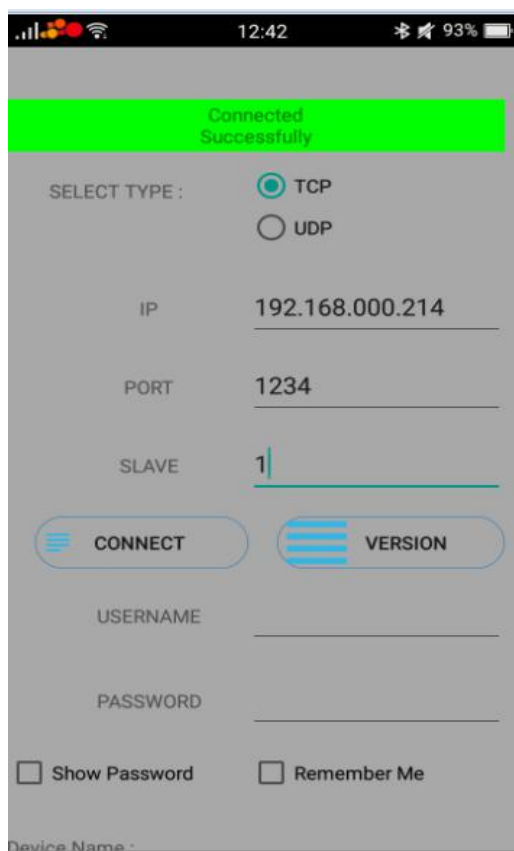 12:42 93%
Connected
Successfully
SELECT TYPE : TCP
UDP
IP 192.168.000.214
PORT 1234
SLAVE 1
CONNECT VERSION
USERNAME
PASSWORD
Show Password Remember Me
Device Name :